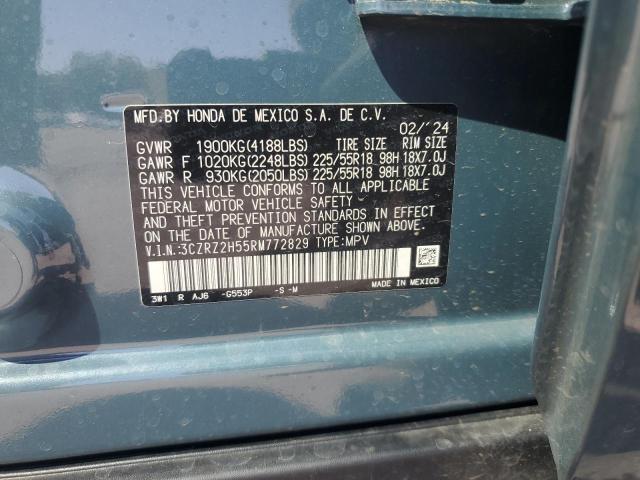 MFD.BY HONDA DE MEXICO S.A. DE C.V.
02/'24
GVWR 1900KG(4188LBS) TIRE SIZE RIM SIZE
GAWR F 1020KG(2248LBS) 225/55R18 98H 18X7.0J
GAWR R 930KG(2050LBS) 225/55R18 98H 18X7.0J
THIS VEHICLE CONFORMS TO ALL APPLICABLE
FEDERAL MOTOR VEHICLE SAFETY
AND THEFT PREVENTION STANDARDS IN EFFECT
ON THE DATE OF MANUFACTURE SHOWN ABOVE.
V.I.N.:3CZRZ2H55RM772829 TYPE:MPV
3W1 R AJ6 -G553P -S -M MADE IN MEXICO